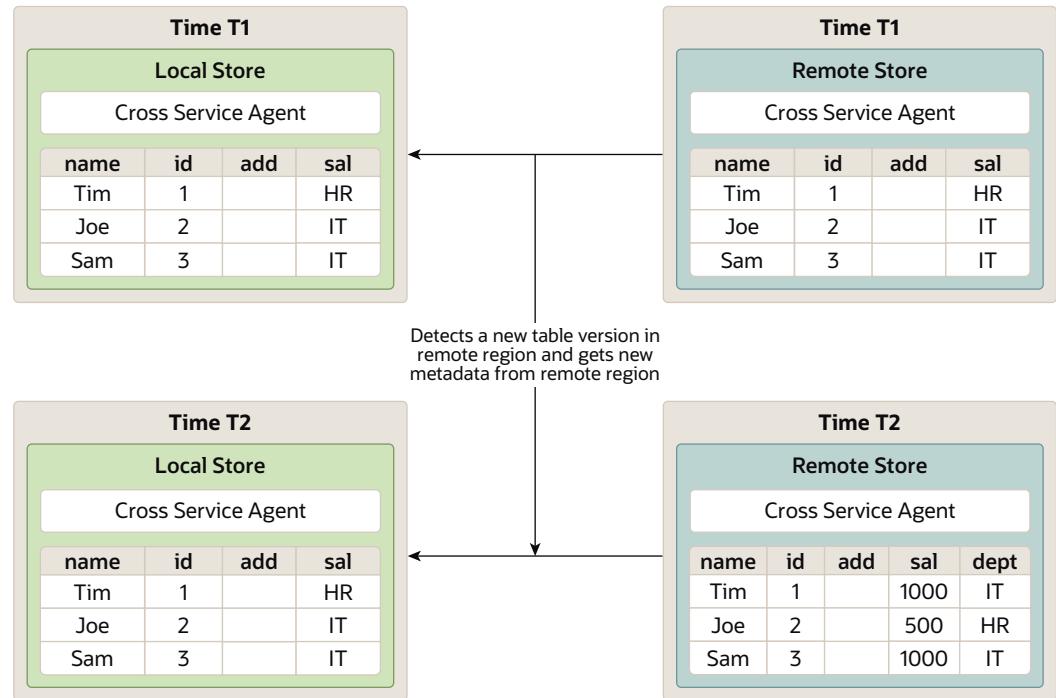 Time T1
Local Store
Cross Service Agent
name id add sal
Tim 1 HR
Joe 2 IT
Sam 3 IT
Time T1
Remote Store
Cross Service Agent
name id add sal
Tim 1 HR
Joe 2 IT
Sam 3 IT
Detects a new table version in
remote region and gets new
metadata from remote region
Time T2
Local Store
Cross Service Agent
name id add sal
Tim 1 HR
Joe 2 IT
Sam 3 IT
Time T2
Remote Store
Cross Service Agent
name id add sal dept
Tim 1 1000 IT
Joe 2 500 HR
Sam 3 1000 IT